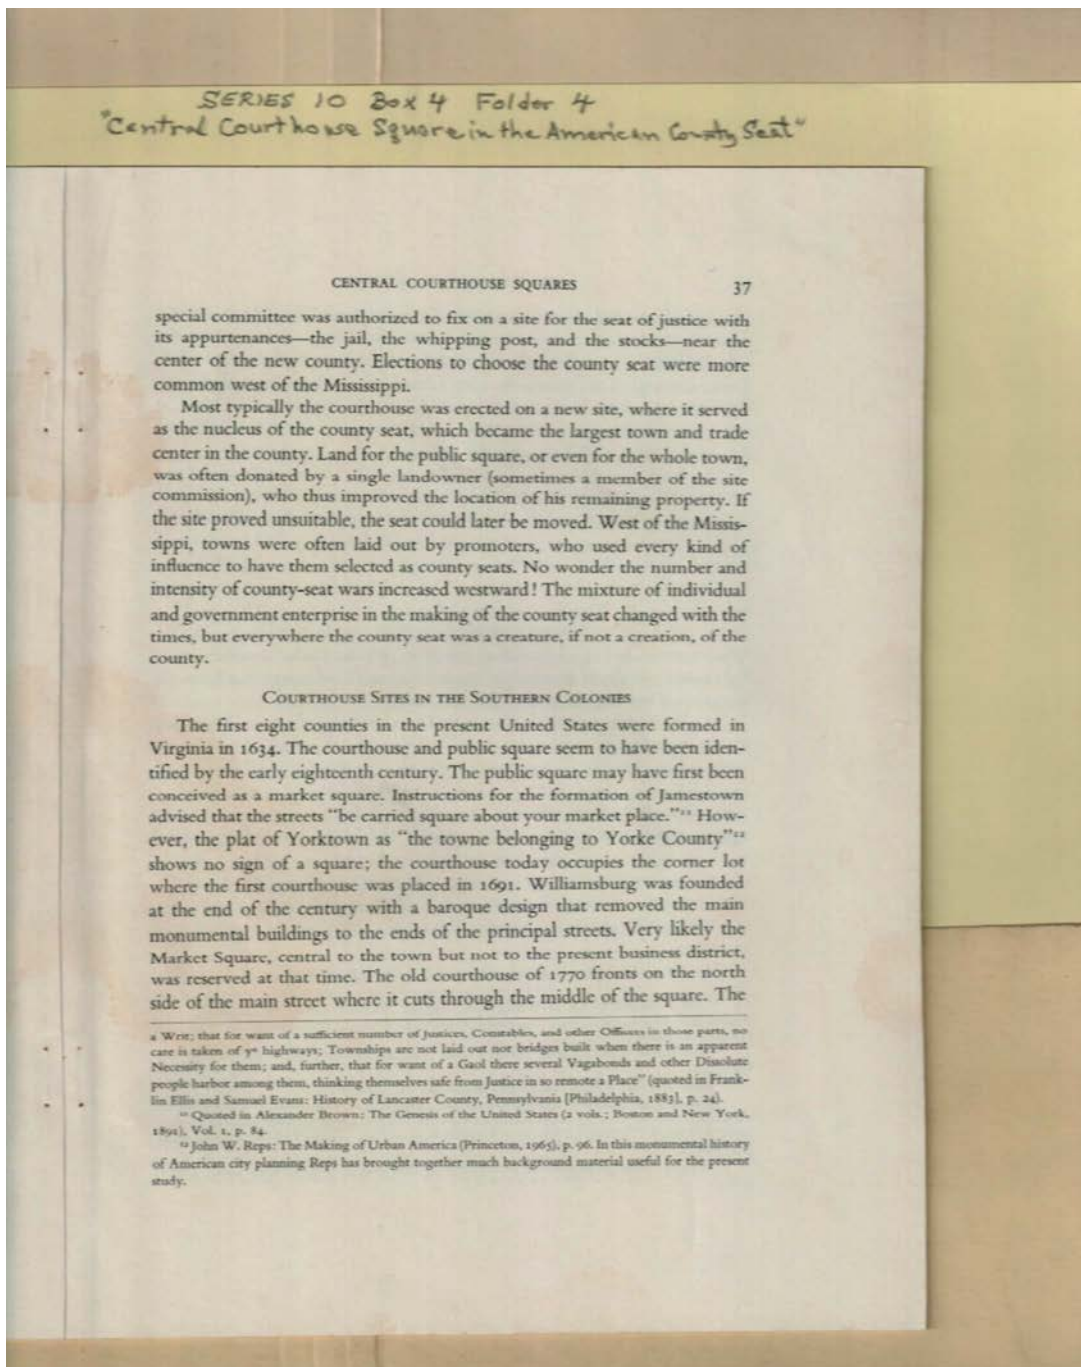 SERIES 10 Box 4 Folder 4
"Central Courthouse Square in the American County Seat"
CENTRAL COURTHOUSE SQUARES 37
special committee was authorized to fix on a site for the seat of justice with
its appurtenances—the jail, the whipping post, and the stocks—near the
center of the new county. Elections to choose the county seat were more
common west of the Mississippi.
Most typically the courthouse was erected on a new site, where it served
as the nucleus of the county seat, which became the largest town and trade
center in the county. Land for the public square, or even for the whole town,
was often donated by a single landowner (sometimes a member of the site
commission), who thus improved the location of his remaining property. If
the site proved unsuitable, the seat could later be moved. West of the Missis-
sippi, towns were often laid out by promoters, who used every kind of
influence to have them selected as county seats. No wonder the number and
intensity of county-seat wars increased westward! The mixture of individual
and government enterprise in the making of the county seat changed with the
times, but everywhere the county seat was a creature, if not a creation, of the
county.
COURTHOUSE SITES IN THE SOUTHERN COLONIES
The first eight counties in the present United States were formed in
Virginia in 1634. The courthouse and public square seem to have been iden-
tified by the early eighteenth century. The public square may have first been
conceived as a market square. Instructions for the formation of Jamestown
advised that the streets "be carried square about your market place."¹¹ How-
ever, the plat of Yorktown as "the towne belonging to Yorke County"¹²
shows no sign of a square; the courthouse today occupies the corner lot
where the first courthouse was placed in 1691. Williamsburg was founded
at the end of the century with a baroque design that removed the main
monumental buildings to the ends of the principal streets. Very likely the
Market Square, central to the town but not to the present business district,
was reserved at that time. The old courthouse of 1770 fronts on the north
side of the main street where it cuts through the middle of the square. The
a Writ; that for want of a sufficient number of Justices, Constables, and other Officers in those parts, no
care is taken of yᵉ highways; Townships are not laid out nor bridges built when there is an apparent
Necessity for them; and, further, that for want of a Gaol there several Vagabonds and other Dissolute
people harbor among them, thinking themselves safe from Justice in so remote a Place" (quoted in Frank-
lin Ellis and Samuel Evans: History of Lancaster County, Pennsylvania [Philadelphia, 1883], p. 24).
¹¹ Quoted in Alexander Brown: The Genesis of the United States (2 vols.; Boston and New York,
1891), Vol. 1, p. 84.
¹² John W. Reps: The Making of Urban America (Princeton, 1965), p. 96. In this monumental history
of American city planning Reps has brought together much background material useful for the present
study.